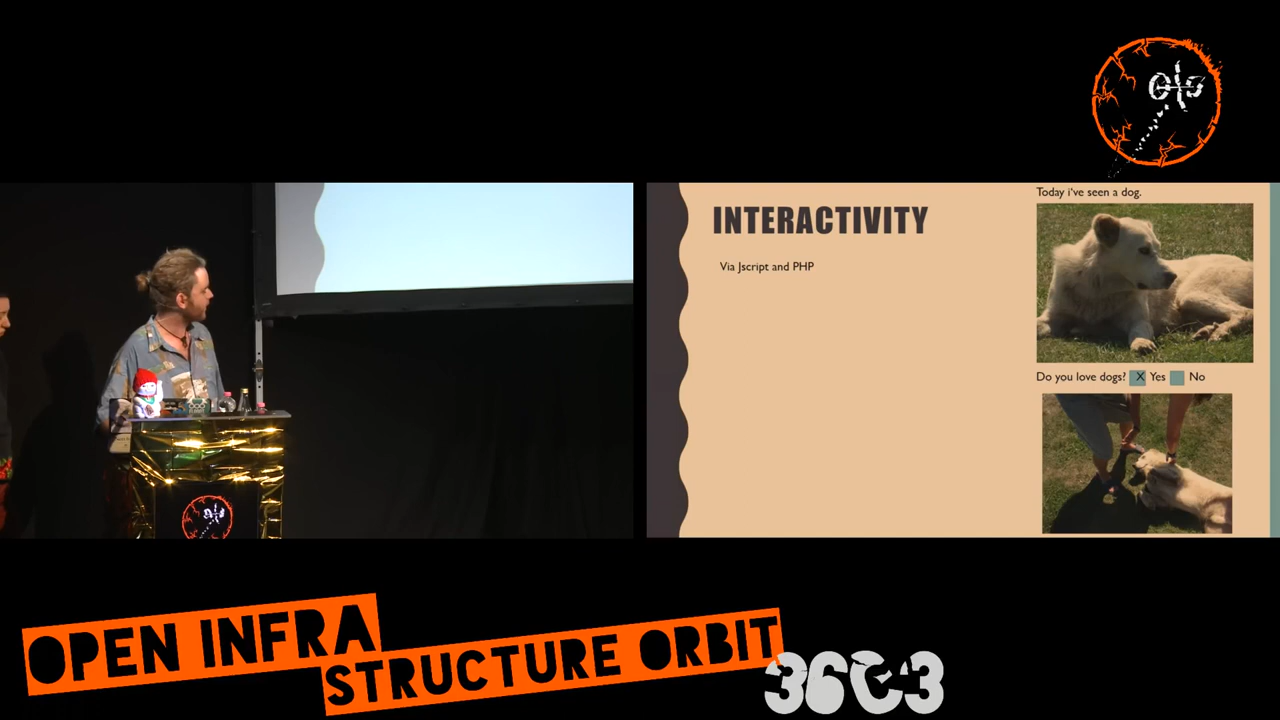 oio
INTERACTIVITY
Via Jscript and PHP
Today i've seen a dog.
Do you love dogs? X Yes No
OPEN INFRA
STRUCTURE ORBIT
36C3